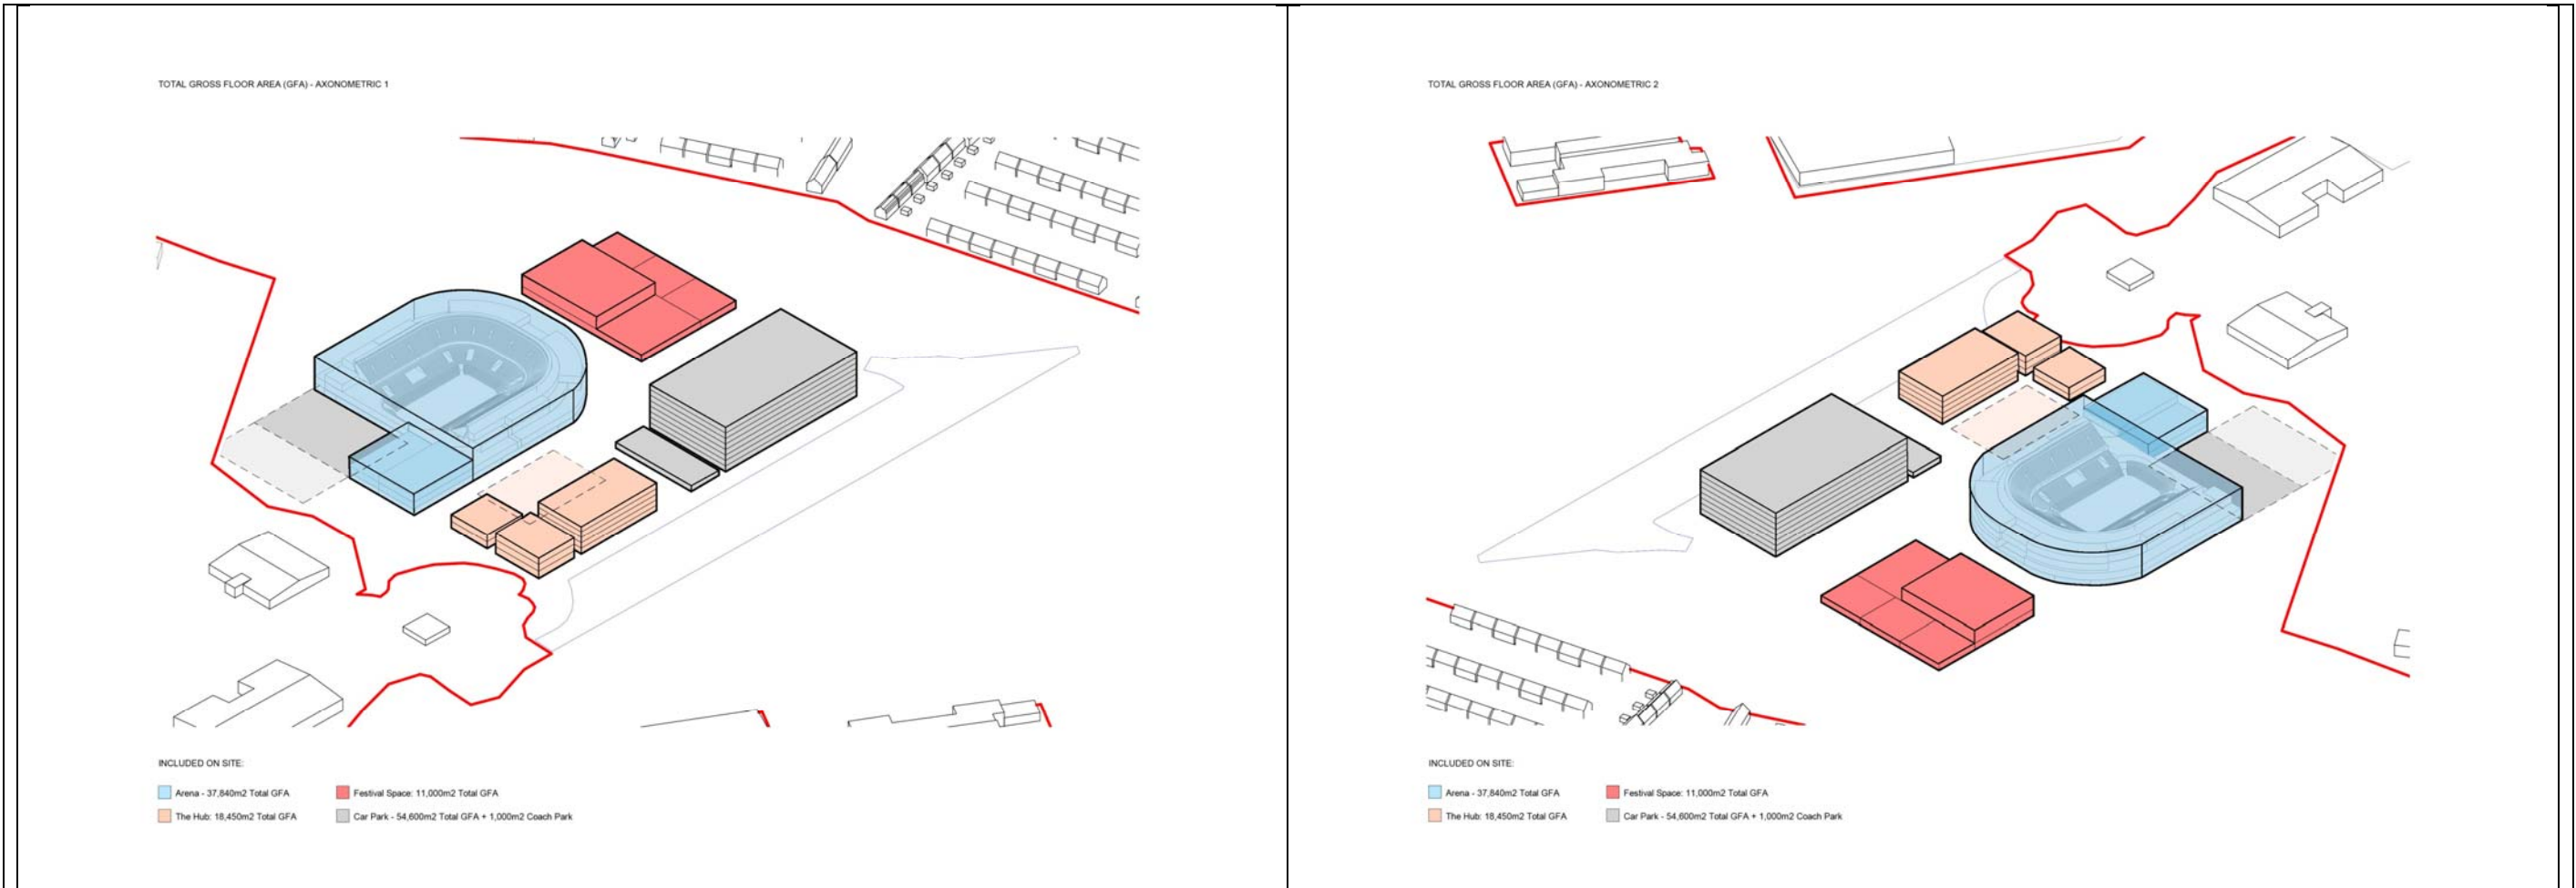 TOTAL GROSS FLOOR AREA (GFA) - AXONOMETRIC 1
INCLUDED ON SITE:
Arena - 37,840m2 Total GFA
Festival Space: 11,000m2 Total GFA
The Hub: 18,450m2 Total GFA
Car Park - 54,600m2 Total GFA + 1,000m2 Coach Park
TOTAL GROSS FLOOR AREA (GFA) - AXONOMETRIC 2
INCLUDED ON SITE:
Arena - 37,840m2 Total GFA
Festival Space: 11,000m2 Total GFA
The Hub: 18,450m2 Total GFA
Car Park - 54,600m2 Total GFA + 1,000m2 Coach Park